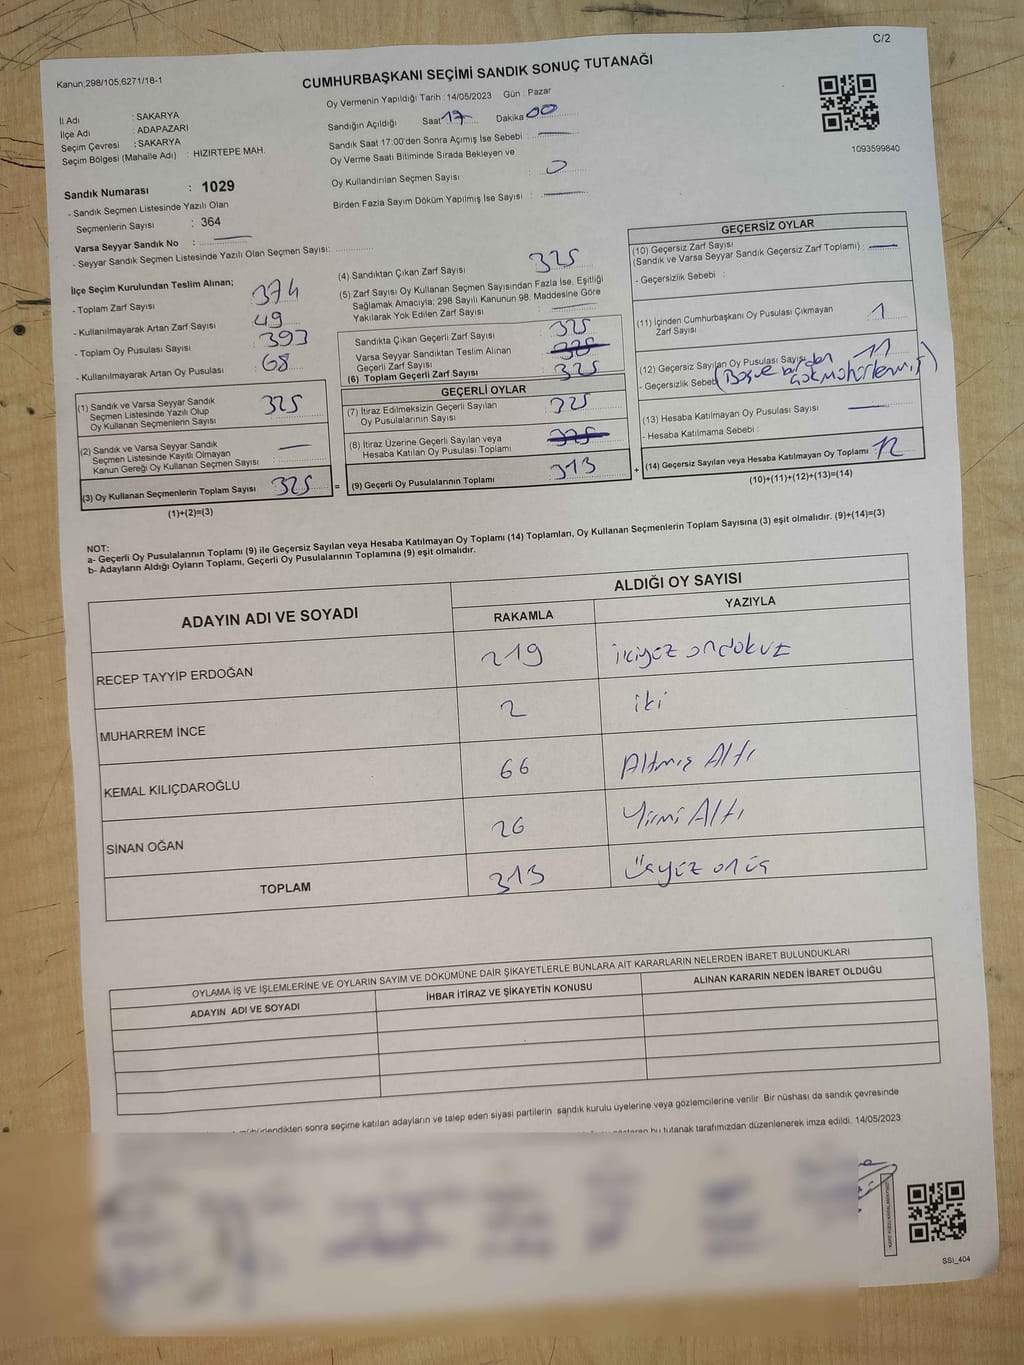 C/2
Kanun:298/105;6271/18-1
CUMHURBAŞKANI SEÇİMİ SANDIK SONUÇ TUTANAĞI
Oy Vermenin Yapıldığı Tarih : 14/05/2023 Gün : Pazar
İl Adı : SAKARYA
İlçe Adı : ADAPAZARI
Seçim Çevresi : SAKARYA
Seçim Bölgesi (Mahalle Adı) : HIZIRTEPE MAH.
Sandığın Açıldığı Saat 17 Dakika 00
Sandık Saat 17:00'den Sonra Açımış İse Sebebi :
Oy Verme Saati Bitiminde Sırada Bekleyen ve
Oy Kullandırılan Seçmen Sayısı : 0
Birden Fazla Sayım Döküm Yapılmış İse Sayısı :
1093599840
Sandık Numarası : 1029
- Sandık Seçmen Listesinde Yazılı Olan
Seçmenlerin Sayısı : 364
Varsa Seyyar Sandık No :
- Seyyar Sandık Seçmen Listesinde Yazılı Olan Seçmen Sayısı:
İlçe Seçim Kurulundan Teslim Alınan;
- Toplam Zarf Sayısı : 374
- Kullanılmayarak Artan Zarf Sayısı : 49
- Toplam Oy Pusulası Sayısı : 393
- Kullanılmayarak Artan Oy Pusulası : 68
(1) Sandık ve Varsa Seyyar Sandık
Seçmen Listesinde Yazılı Olup
Oy Kullanan Seçmenlerin Sayısı : 325
(2) Sandık ve Varsa Seyyar Sandık
Seçmen Listesinde Kayıtlı Olmayan
Kanun Gereği Oy Kullanan Seçmen Sayısı :
(3) Oy Kullanan Seçmenlerin Toplam Sayısı : 325
(1)+(2)=(3)
(4) Sandıktan Çıkan Zarf Sayısı : 325
(5) Zarf Sayısı Oy Kullanan Seçmen Sayısından Fazla İse, Eşitliği
Sağlamak Amacıyla; 298 Sayılı Kanunun 98. Maddesine Göre
Yakılarak Yok Edilen Zarf Sayısı :
Sandıkta Çıkan Geçerli Zarf Sayısı : 325
Varsa Seyyar Sandıktan Teslim Alınan
Geçerli Zarf Sayısı : 325
(6) Toplam Geçerli Zarf Sayısı : 325
GEÇERLİ OYLAR
(7) İtiraz Edilmeksizin Geçerli Sayılan
Oy Pusulalarının Sayısı : 325
(8) İtiraz Üzerine Geçerli Sayılan veya
Hesaba Katılan Oy Pusulası Toplamı : 325
= (9) Geçerli Oy Pusulalarının Toplamı : 313
GEÇERSİZ OYLAR
(10) Geçersiz Zarf Sayısı
(Sandık ve Varsa Seyyar Sandık Geçersiz Zarf Toplamı) :
- Geçersizlik Sebebi :
(11) İçinden Cumhurbaşkanı Oy Pusulası Çıkmayan
Zarf Sayısı : 1
(12) Geçersiz Sayılan Oy Pusulası Sayısı : 11
- Geçersizlik Sebebi
(13) Hesaba Katılmayan Oy Pusulası Sayısı :
- Hesaba Katılmama Sebebi :
+ (14) Geçersiz Sayılan veya Hesaba Katılmayan Oy Toplamı : 12
(10)+(11)+(12)+(13)=(14)
NOT:
a- Geçerli Oy Pusulalarının Toplamı (9) ile Geçersiz Sayılan veya Hesaba Katılmayan Oy Toplamı (14) Toplamları, Oy Kullanan Seçmenlerin Toplam Sayısına (3) eşit olmalıdır. (9)+(14)=(3)
b- Adayların Aldığı Oyların Toplamı, Geçerli Oy Pusulalarının Toplamına (9) eşit olmalıdır.
ADAYIN ADI VE SOYADI
ALDIĞI OY SAYISI
RAKAMLA YAZIYLA
RECEP TAYYİP ERDOĞAN 219 ikiyüz ondokuz
MUHARREM İNCE 2 iki
KEMAL KILIÇDAROĞLU 66 Altmış Altı
SİNAN OĞAN 26 Yirmi Altı
TOPLAM 313 Üçyüz onüç
OYLAMA İŞ VE İŞLEMLERİNE VE OYLARIN SAYIM VE DÖKÜMÜNE DAİR ŞİKAYETLERLE BUNLARA AİT KARARLARIN NELERDEN İBARET BULUNDUKLARI
ADAYIN ADI VE SOYADI İHBAR İTİRAZ VE ŞİKAYETİN KONUSU ALINAN KARARIN NEDEN İBARET OLDUĞU
mühürlendikten sonra seçime katılan adayların ve talep eden siyasi partilerin sandık kurulu üyelerine veya gözlemcilerine verilir. Bir nüshası da sandık çevresinde
bu tutanak tarafımızdan düzenlenerek imza edildi. 14/05/2023
SSI_404